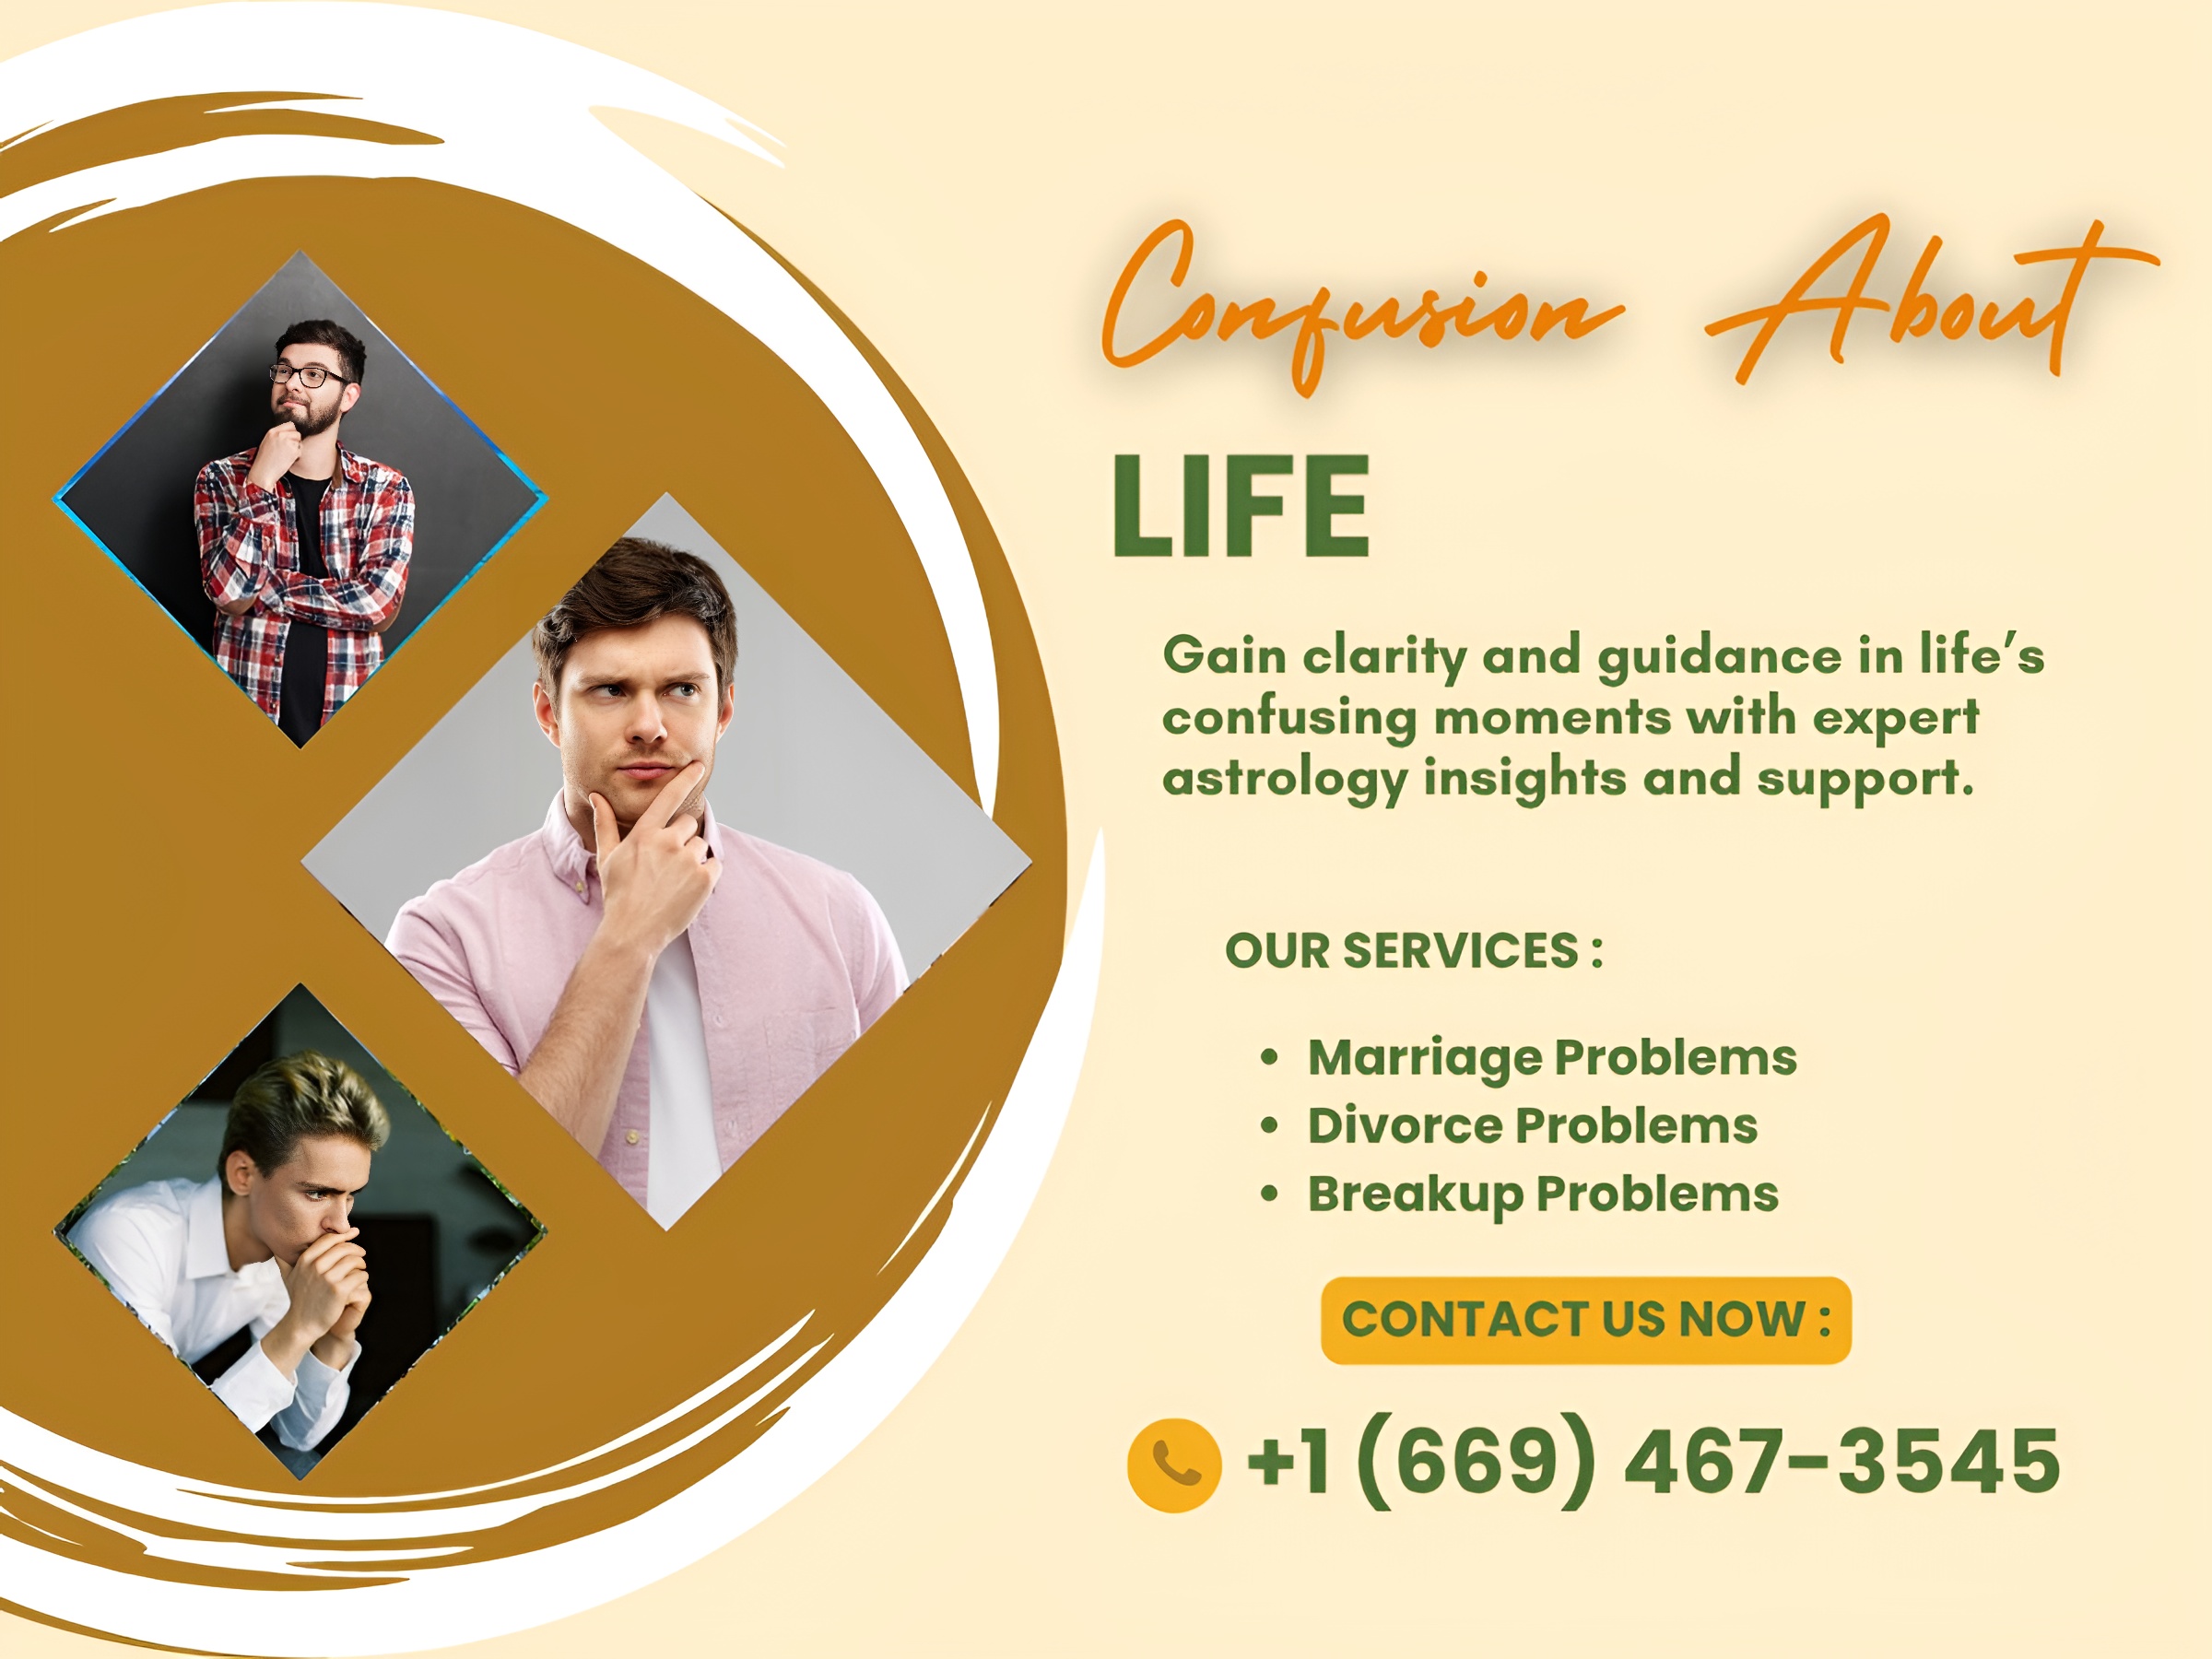 Confusion About
LIFE
Gain clarity and guidance in life’s
confusing moments with expert
astrology insights and support.
OUR SERVICES :
• Marriage Problems
• Divorce Problems
• Breakup Problems
CONTACT US NOW :
+1 (669) 467-3545